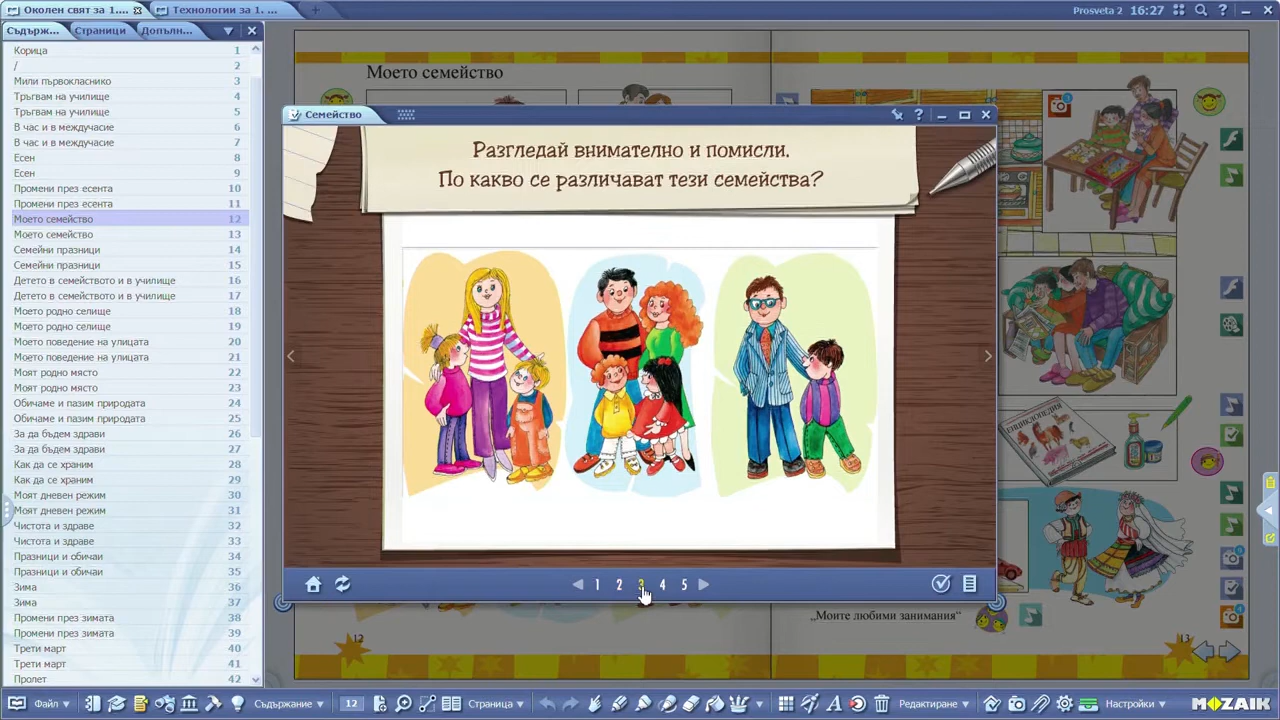 Околен свят за 1....
Технологии за 1. ...
Prosveta 2 16:27
Съдърж...
Страници
Допълн...
Корица 1
/ 2
Мили първокласнико 3
Тръгвам на училище 4
Тръгвам на училище 5
В час и в междучасие 6
В час и в междучасие 7
Есен 8
Есен 9
Промени през есента 10
Промени през есента 11
Моето семейство 12
Моето семейство 13
Семейни празници 14
Семейни празници 15
Детето в семейството и в училище 16
Детето в семейството и в училище 17
Моето родно селище 18
Моето родно селище 19
Моето поведение на улицата 20
Моето поведение на улицата 21
Моят родно място 22
Моят родно място 23
Обичаме и пазим природата 24
Обичаме и пазим природата 25
За да бъдем здрави 26
За да бъдем здрави 27
Как да се храним 28
Как да се храним 29
Моят дневен режим 30
Моят дневен режим 31
Чистота и здраве 32
Чистота и здраве 33
Празници и обичаи 34
Празници и обичаи 35
Зима 36
Зима 37
Промени през зимата 38
Промени през зимата 39
Трети март 40
Трети март 41
Пролет 42
Моето семейство
Семейство
Разгледай внимателно и помисли.
По какво се различават тези семейства?
1 2 3 4 5
ЕНЦИКЛОПЕДИЯ
„Моите любими занимания“
12
13
Файл
Съдържание
12
Страница
Редактиране
Настройки
MOZAIK